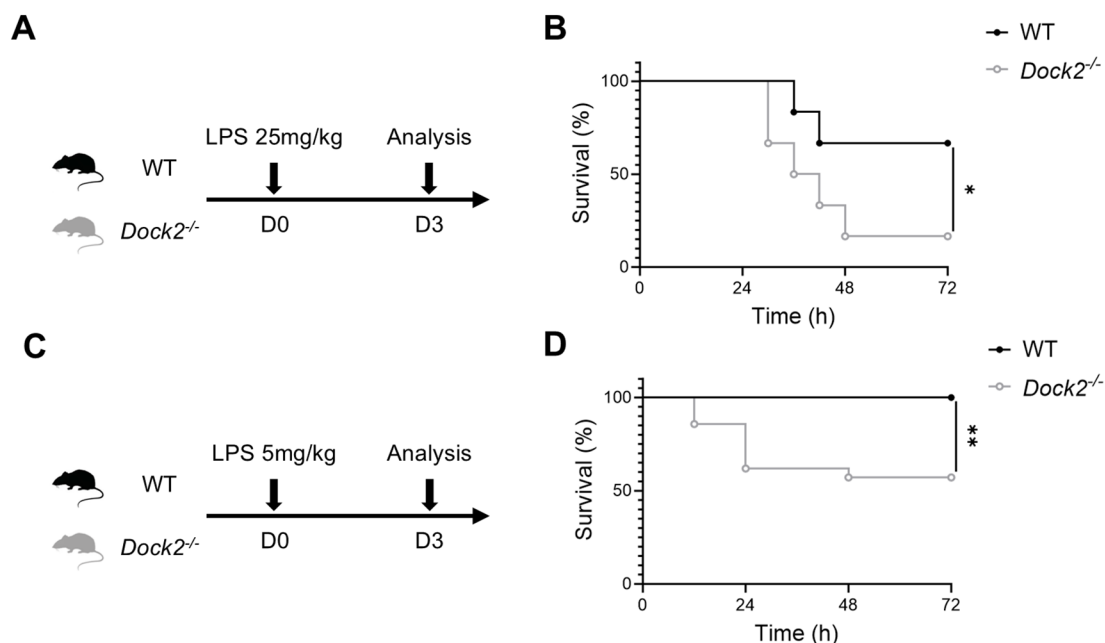 A
LPS 25mg/kg
Analysis
WT
Dock2-/-
D0
D3
B
WT
Dock2-/-
Survival (%)
100
50
0
*
0
24
48
72
Time (h)
C
LPS 5mg/kg
Analysis
WT
Dock2-/-
D0
D3
D
WT
Dock2-/-
Survival (%)
100
50
0
**
0
24
48
72
Time (h)